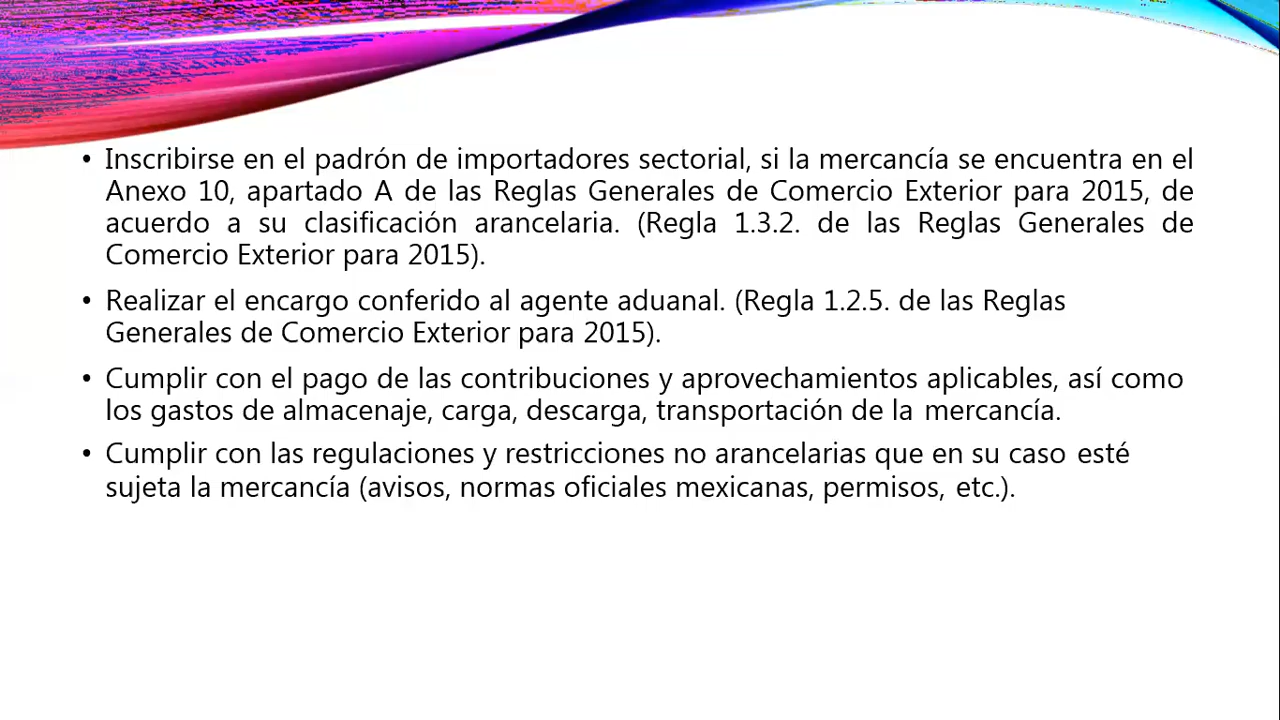 • Inscribirse en el padrón de importadores sectorial, si la mercancía se encuentra en el
Anexo 10, apartado A de las Reglas Generales de Comercio Exterior para 2015, de
acuerdo a su clasificación arancelaria. (Regla 1.3.2. de las Reglas Generales de
Comercio Exterior para 2015).
• Realizar el encargo conferido al agente aduanal. (Regla 1.2.5. de las Reglas
Generales de Comercio Exterior para 2015).
• Cumplir con el pago de las contribuciones y aprovechamientos aplicables, así como
los gastos de almacenaje, carga, descarga, transportación de la mercancía.
• Cumplir con las regulaciones y restricciones no arancelarias que en su caso esté
sujeta la mercancía (avisos, normas oficiales mexicanas, permisos, etc.).